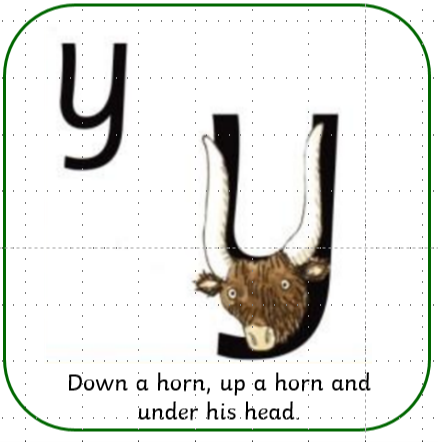 y
y
Down a horn, up a horn and
under his head.